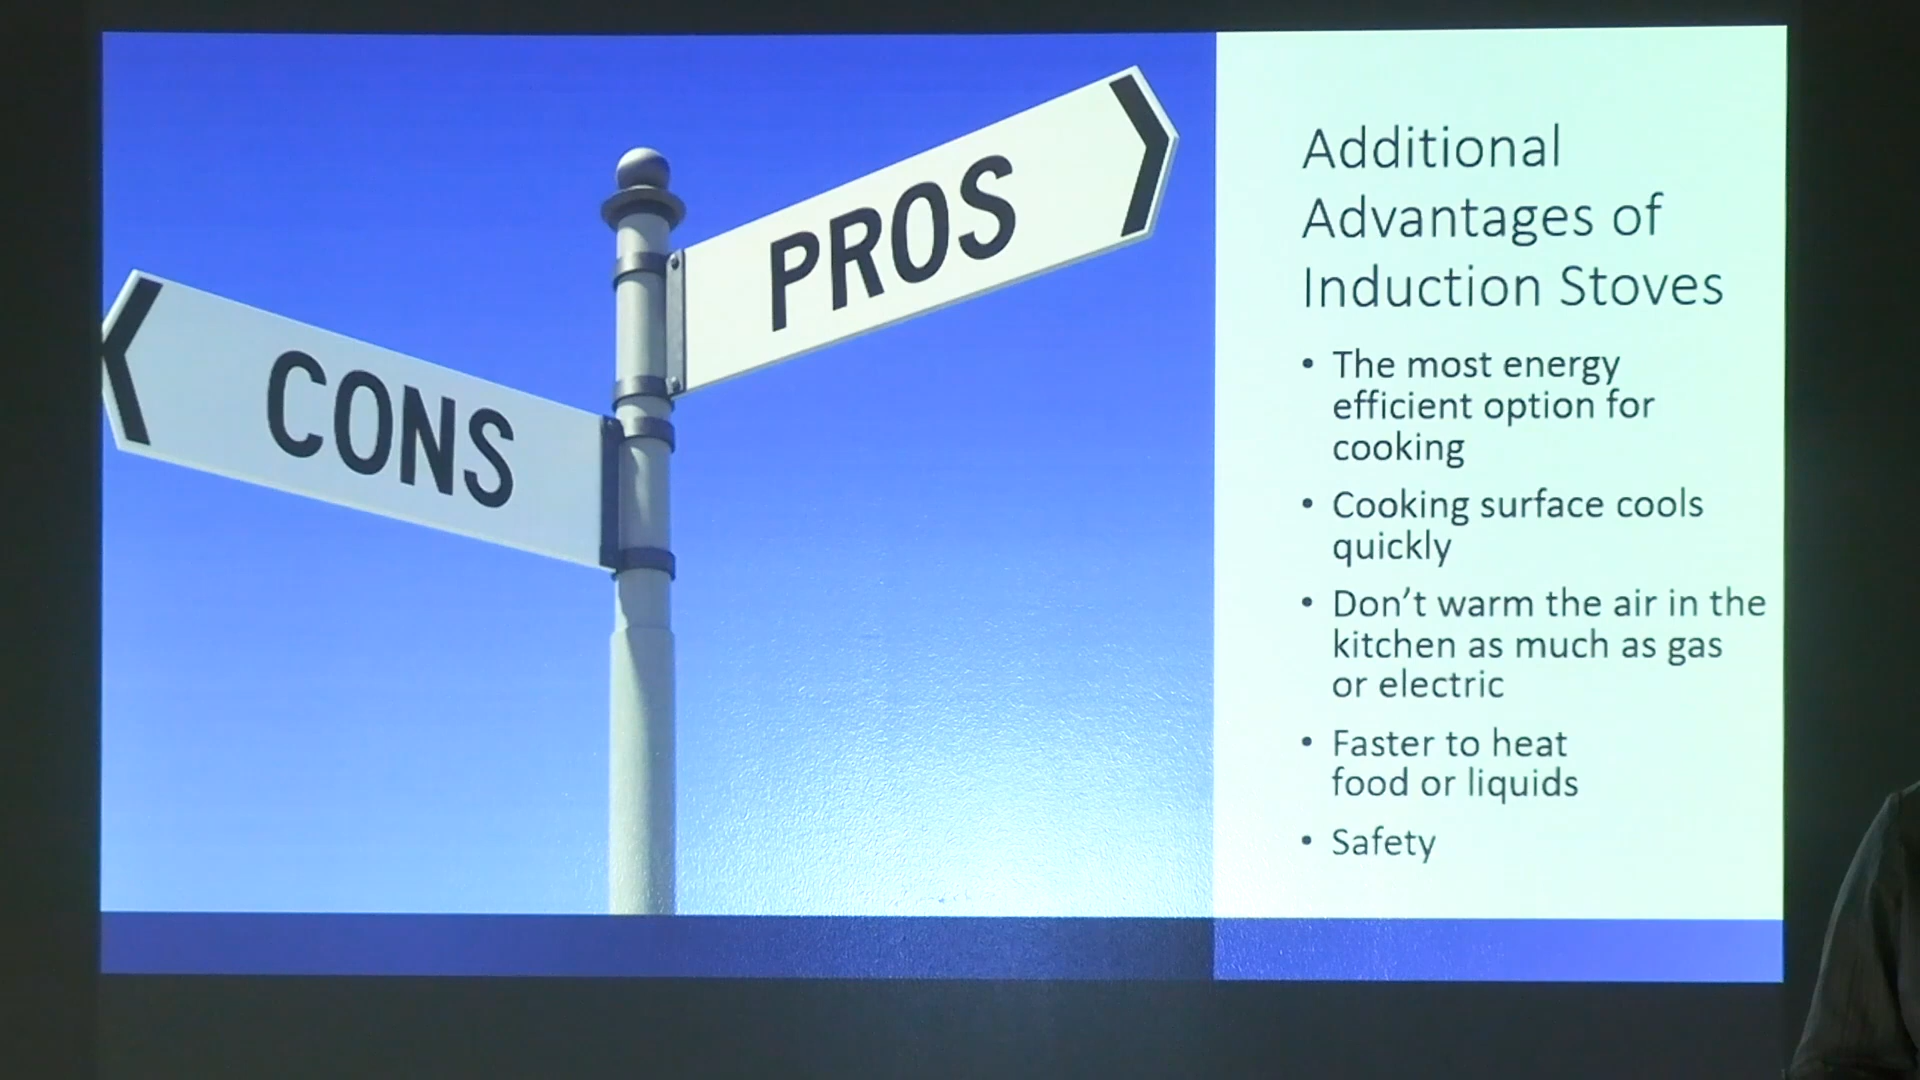 CONS
PROS
Additional
Advantages of
Induction Stoves
• The most energy
efficient option for
cooking
• Cooking surface cools
quickly
• Don’t warm the air in the
kitchen as much as gas
or electric
• Faster to heat
food or liquids
• Safety